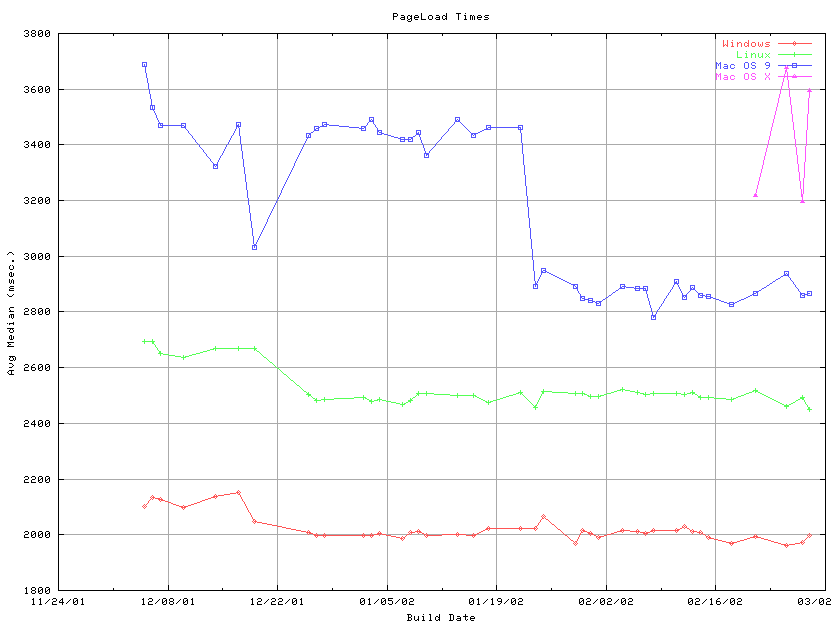 PageLoad Times
3800
3600
3400
3200
3000
2800
2600
2400
2200
2000
1800
Avg Median (msec.)
Windows
Linux
Mac OS 9
Mac OS X
11/24/01 12/08/01 12/22/01 01/05/02 01/19/02 02/02/02 02/16/02 03/02
Build Date